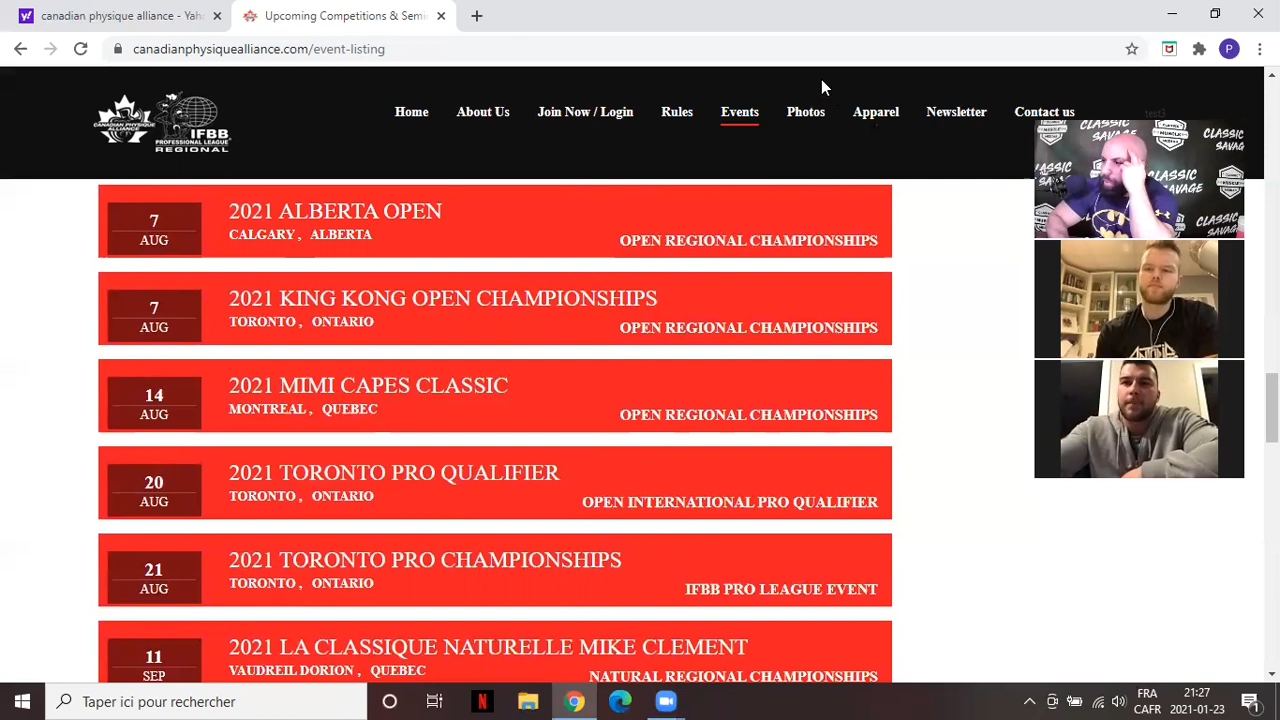 canadian physique alliance - Yah
Upcoming Competitions & Sem
canadianphysiquealliance.com/event-listing
P
CANADIAN PHYSIQUE ALLIANCE
IFBB
PROFESSIONAL LEAGUE
REGIONAL
Home About Us Join Now / Login Rules Events Photos Apparel Newsletter Contact us
test3
CLASSIC SAVAGE
CLASSIC
CLASSIC SAVAGE
7 AUG
2021 ALBERTA OPEN
CALGARY , ALBERTA
OPEN REGIONAL CHAMPIONSHIPS
7 AUG
2021 KING KONG OPEN CHAMPIONSHIPS
TORONTO , ONTARIO
OPEN REGIONAL CHAMPIONSHIPS
14 AUG
2021 MIMI CAPES CLASSIC
MONTREAL , QUEBEC
OPEN REGIONAL CHAMPIONSHIPS
20 AUG
2021 TORONTO PRO QUALIFIER
TORONTO , ONTARIO
OPEN INTERNATIONAL PRO QUALIFIER
21 AUG
2021 TORONTO PRO CHAMPIONSHIPS
TORONTO , ONTARIO
IFBB PRO LEAGUE EVENT
11 SEP
2021 LA CLASSIQUE NATURELLE MIKE CLEMENT
VAUDREIL DORION , QUEBEC
NATURAL REGIONAL CHAMPIONSHIPS
Taper ici pour rechercher
FRA
CAFR
21:27
2021-01-23
1